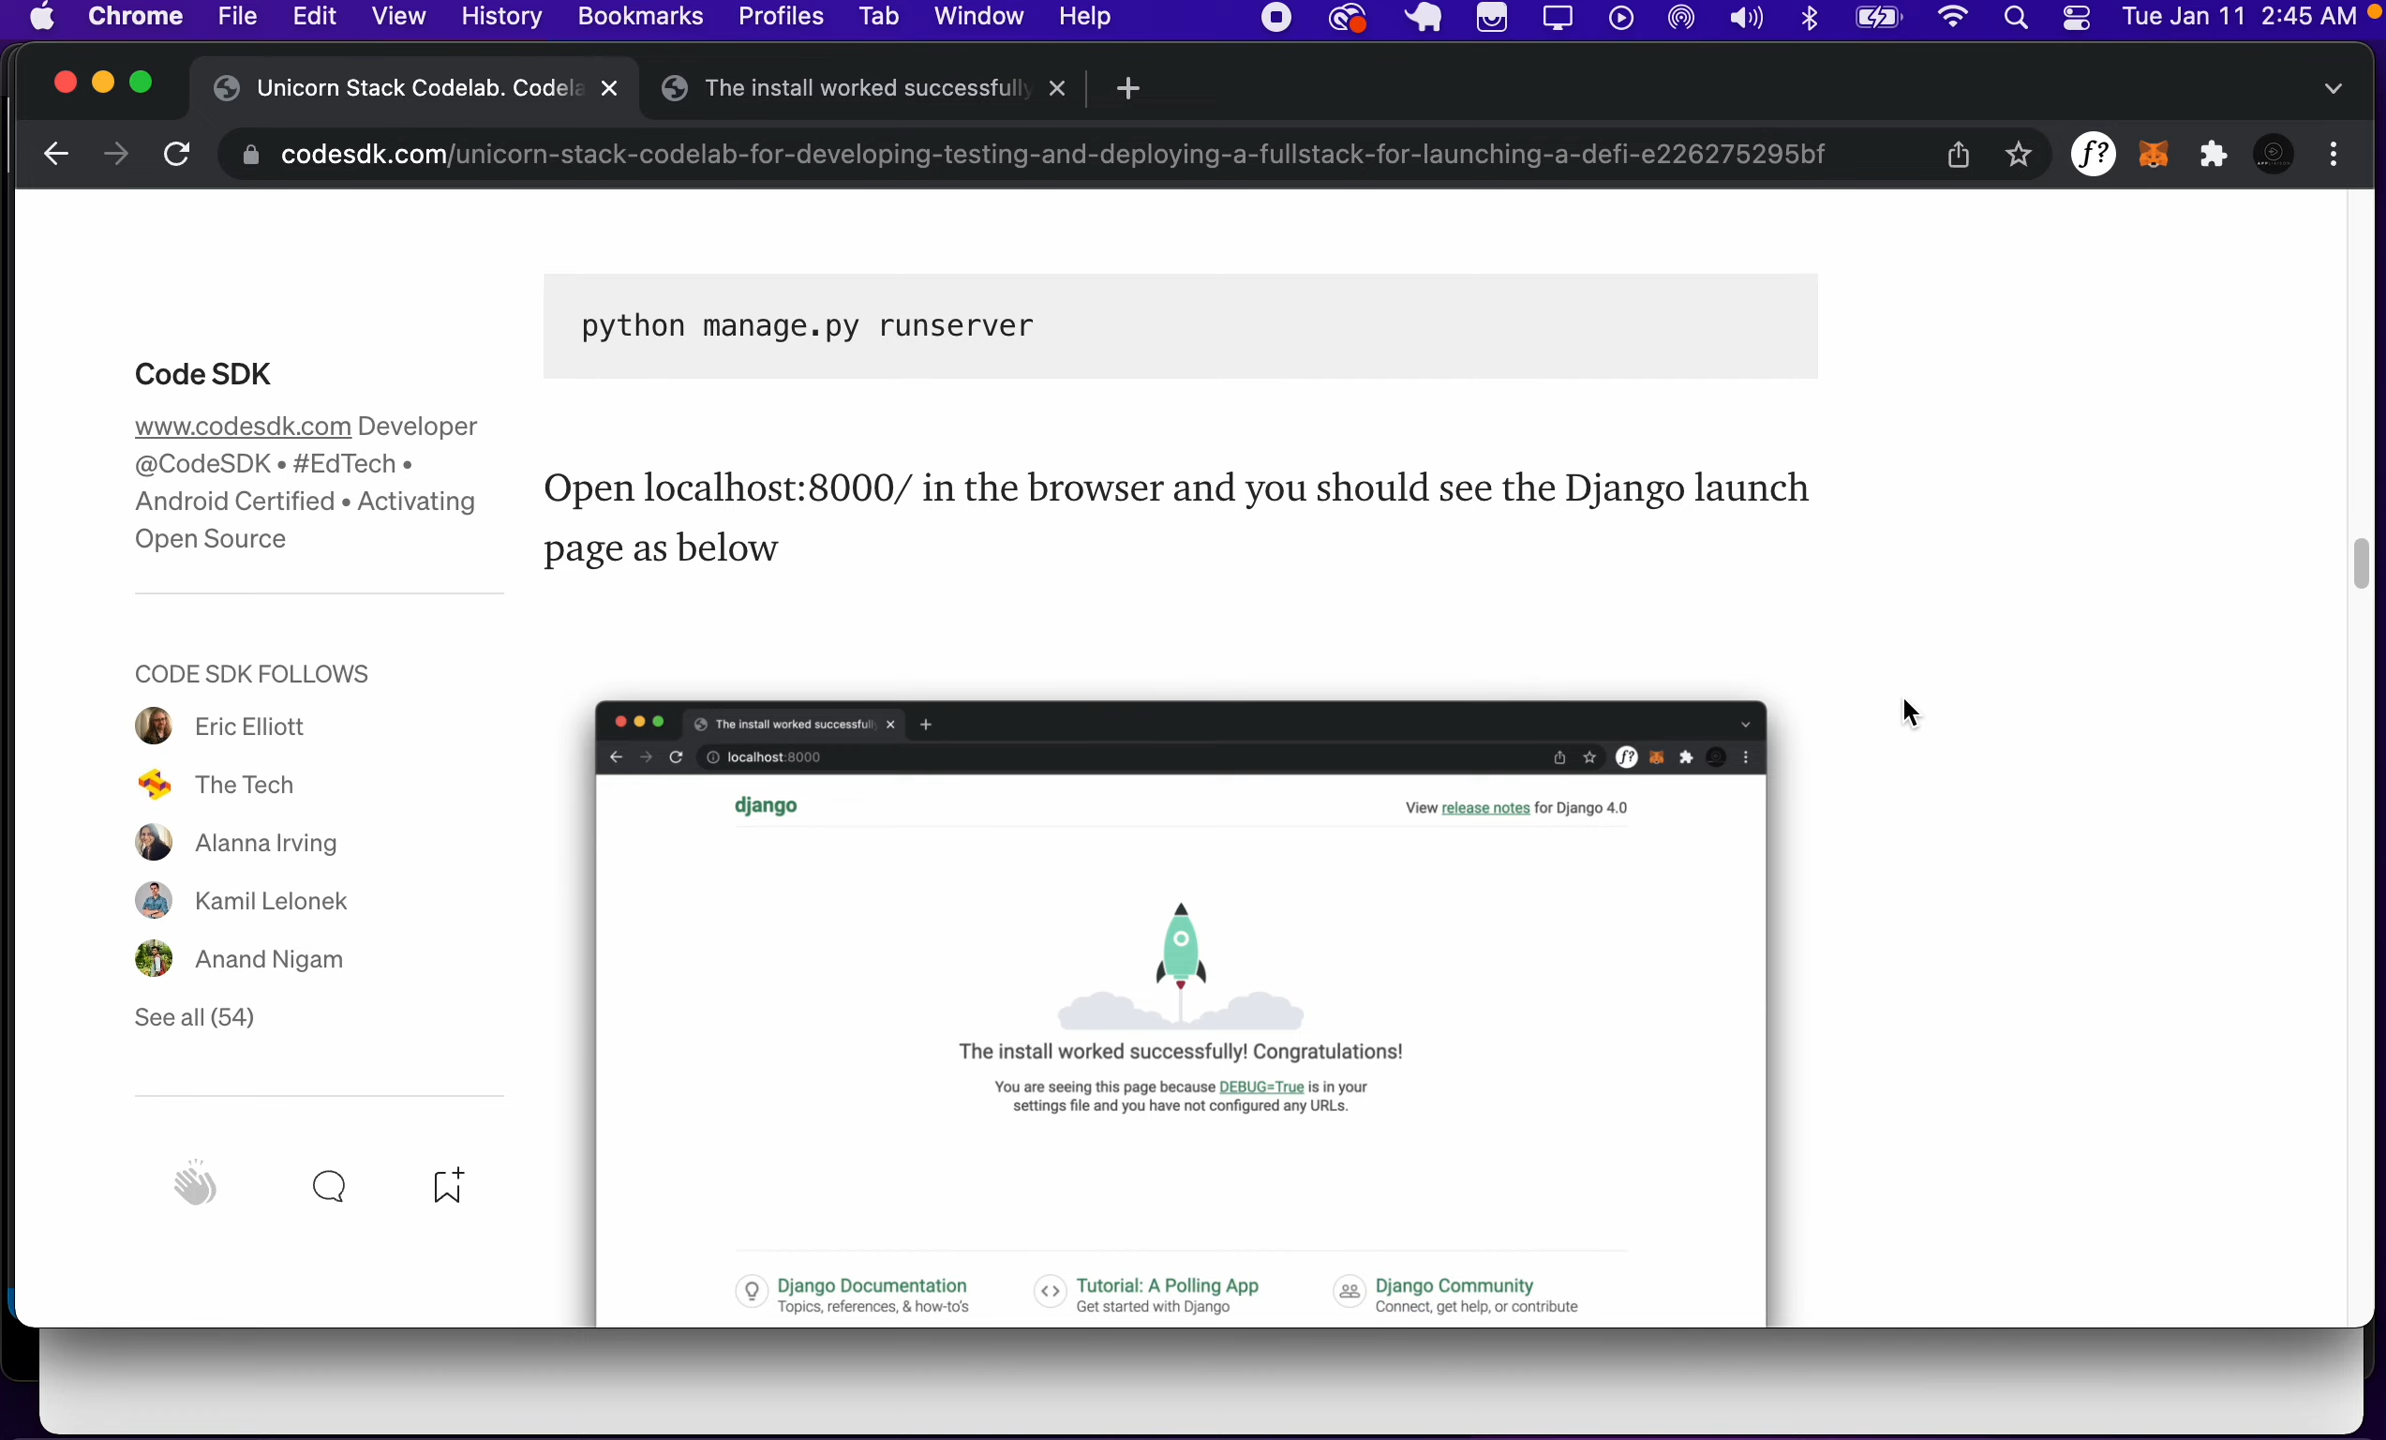 Chrome File Edit View History Bookmarks Profiles Tab Window Help Tue Jan 11 2:45 AM
Unicorn Stack Codelab. Codela
The install worked successfully
codesdk.com/unicorn-stack-codelab-for-developing-testing-and-deploying-a-fullstack-for-launching-a-defi-e226275295bf
f?
python manage.py runserver
Code SDK
www.codesdk.com Developer
@CodeSDK • #EdTech •
Android Certified • Activating
Open Source
CODE SDK FOLLOWS
Eric Elliott
The Tech
Alanna Irving
Kamil Lelonek
Anand Nigam
See all (54)
Open localhost:8000/ in the browser and you should see the Django launch
page as below
The install worked successfull
localhost:8000
f?
django
View release notes for Django 4.0
The install worked successfully! Congratulations!
You are seeing this page because DEBUG=True is in your
settings file and you have not configured any URLs.
Django Documentation
Topics, references, & how-to's
Tutorial: A Polling App
Get started with Django
Django Community
Connect, get help, or contribute